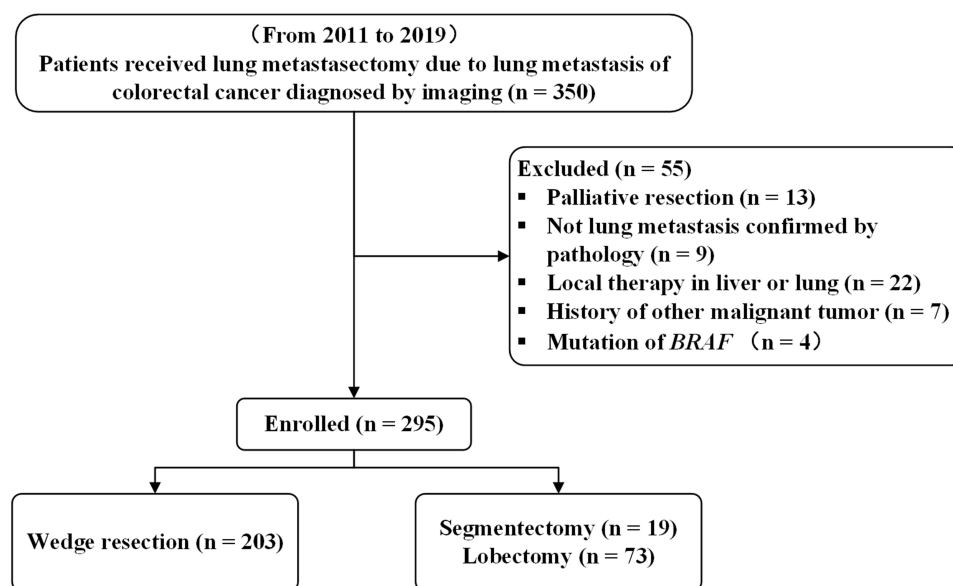 （From 2011 to 2019）
Patients received lung metastasectomy due to lung metastasis of
colorectal cancer diagnosed by imaging (n = 350)
Excluded (n = 55)
▪ Palliative resection (n = 13)
▪ Not lung metastasis confirmed by
pathology (n = 9)
▪ Local therapy in liver or lung (n = 22)
▪ History of other malignant tumor (n = 7)
▪ Mutation of BRAF （n = 4）
Enrolled (n = 295)
Wedge resection (n = 203)
Segmentectomy (n = 19)
Lobectomy (n = 73)